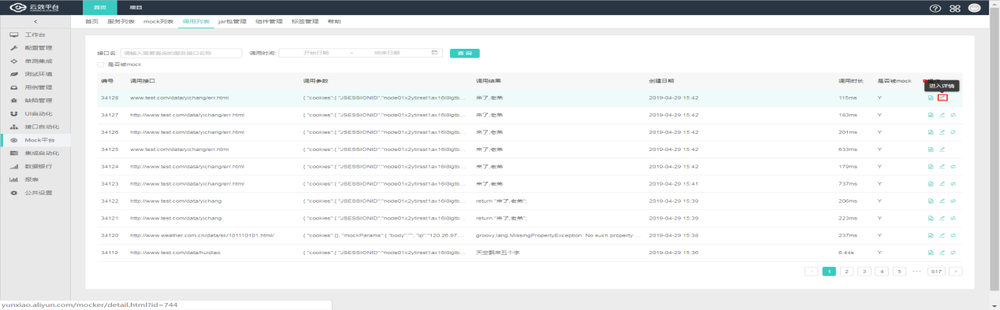 云效平台 首页 项目
首页 服务列表 mock列表 调用列表 jar包管理 组件管理 标签管理 帮助
工作台
配置管理
单测集成
测试环境
用例管理
缺陷管理
UI自动化
接口自动化
Mock平台
集成自动化
数据银行
报表
公共设置
接口名: 请输入需要查询的服务接口名称 调用时间: 开始日期 ~ 结束日期 查 询
是否被mock
编号 调用接口 调用参数 调用结果 创建日期 调用时长 是否被mock 操作
进入详情
34128 www.test.com/data/yichang/err.html { "cookies":{ "JSESSIONID":"node01x2ytirsst1ax16l8lgtb... 来了,老弟 2019-04-29 15:42 115ms Y
34127 http://www.test.com/data/yichang/err.html { "cookies":{ "JSESSIONID":"node01x2ytirsst1ax16l8lgtb... 来了,老弟 2019-04-29 15:42 163ms Y
34126 http://www.test.com/data/yichang/err.html { "cookies":{ "JSESSIONID":"node01x2ytirsst1ax16l8lgtb... 来了,老弟 2019-04-29 15:42 201ms Y
34125 www.test.com/data/yichang/err.html { "cookies":{ "JSESSIONID":"node01x2ytirsst1ax16l8lgtb... 来了,老弟 2019-04-29 15:42 633ms Y
34124 http://www.test.com/data/yichang/err.html { "cookies":{ "JSESSIONID":"node01x2ytirsst1ax16l8lgtb... 来了,老弟 2019-04-29 15:42 179ms Y
34123 http://www.test.com/data/yichang/err.html { "cookies":{ "JSESSIONID":"node01x2ytirsst1ax16l8lgtb... 来了,老弟 2019-04-29 15:41 737ms Y
34122 http://www.test.com/data/yichang { "cookies":{ "JSESSIONID":"node01x2ytirsst1ax16l8lgtb... return "来了,老弟"; 2019-04-29 15:39 206ms Y
34121 http://www.test.com/data/yichang { "cookies":{ "JSESSIONID":"node01x2ytirsst1ax16l8lgtb... return "来了,老弟"; 2019-04-29 15:39 223ms Y
34120 http://www.weather.com.cn/data/sk/101110101.html/ { "cookies":{}, "mockParams":{ "body":"", "ip":"120.26.97.... groovy.lang.MissingPropertyException: No such property:... 2019-04-29 15:38 237ms Y
34119 http://www.test.com/data/huidiao { "cookies":{ "JSESSIONID":"node01x2ytirsst1ax16l8lgtb... 天空飘来五个字 2019-04-29 15:36 6.44s Y
1 2 3 4 5 ··· 817
yunxiao.aliyun.com/mocker/detail.html?id=744